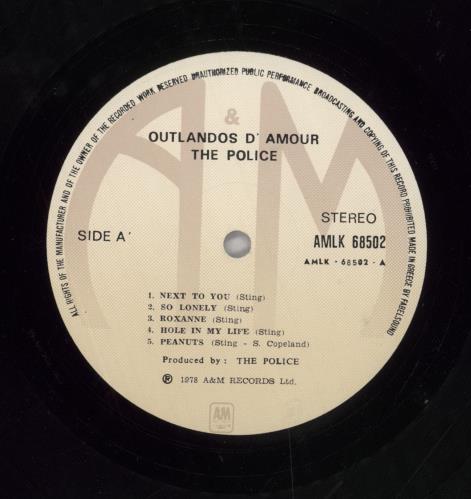 ALL RIGHTS OF THE MANUFACTURER AND OF THE OWNER OF THE RECORDED WORK RESERVED UNAUTHORIZED PUBLIC PERFORMANCE BROADCASTING AND COPYING OF THIS RECORD PROHIBITED MADE IN GREECE BY FABELSOUND
A&M
OUTLANDOS D' AMOUR
THE POLICE
SIDE A'
STEREO
AMLK 68502
AMLK - 68502 - A
1. NEXT TO YOU (Sting)
2. SO LONELY (Sting)
3. ROXANNE (Sting)
4. HOLE IN MY LIFE (Sting)
5. PEANUTS (Sting - S. Copeland)
Produced by : THE POLICE
℗ 1978 A&M RECORDS Ltd.
A&M